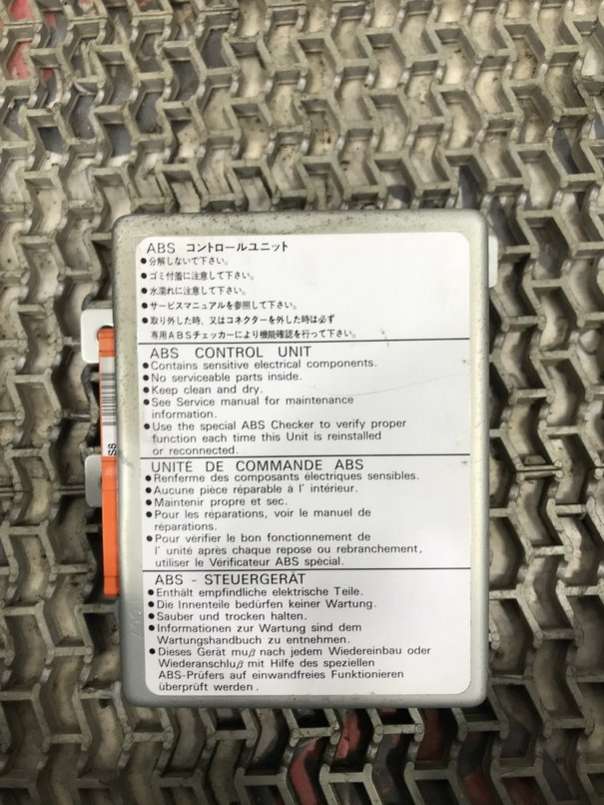 ABS コントロールユニット
●分解しないで下さい。
●ゴミ付着に注意して下さい。
●水濡れに注意して下さい。
●サービスマニュアルを参照して下さい。
●取り外した時、又はコネクターを外した時は必ず
専用ABSチェッカーにより機能確認を行って下さい。
ABS CONTROL UNIT
●Contains sensitive electrical components.
●No serviceable parts inside.
●Keep clean and dry.
●See Service manual for maintenance
information.
●Use the special ABS Checker to verify proper
function each time this Unit is reinstalled
or reconnected.
UNITÉ DE COMMANDE ABS
●Renferme des composants électriques sensibles.
●Aucune pièce réparable à l' intérieur.
●Maintenir propre et sec.
●Pour les réparations, voir le manuel de
réparations.
●Pour vérifier le bon fonctionnement de
l' unité après chaque repose ou rebranchement,
utiliser le Vérificateur ABS spécial.
ABS - STEUERGERÄT
●Enthält empfindliche elektrische Teile.
●Die Innenteile bedürfen keiner Wartung.
●Sauber und trocken halten.
●Informationen zur Wartung sind dem
Wartungshandbuch zu entnehmen.
●Dieses Gerät muß nach jedem Wiedereinbau oder
Wiederanschluß mit Hilfe des speziellen
ABS-Prüfers auf einwandfreies Funktionieren
überprüft werden.